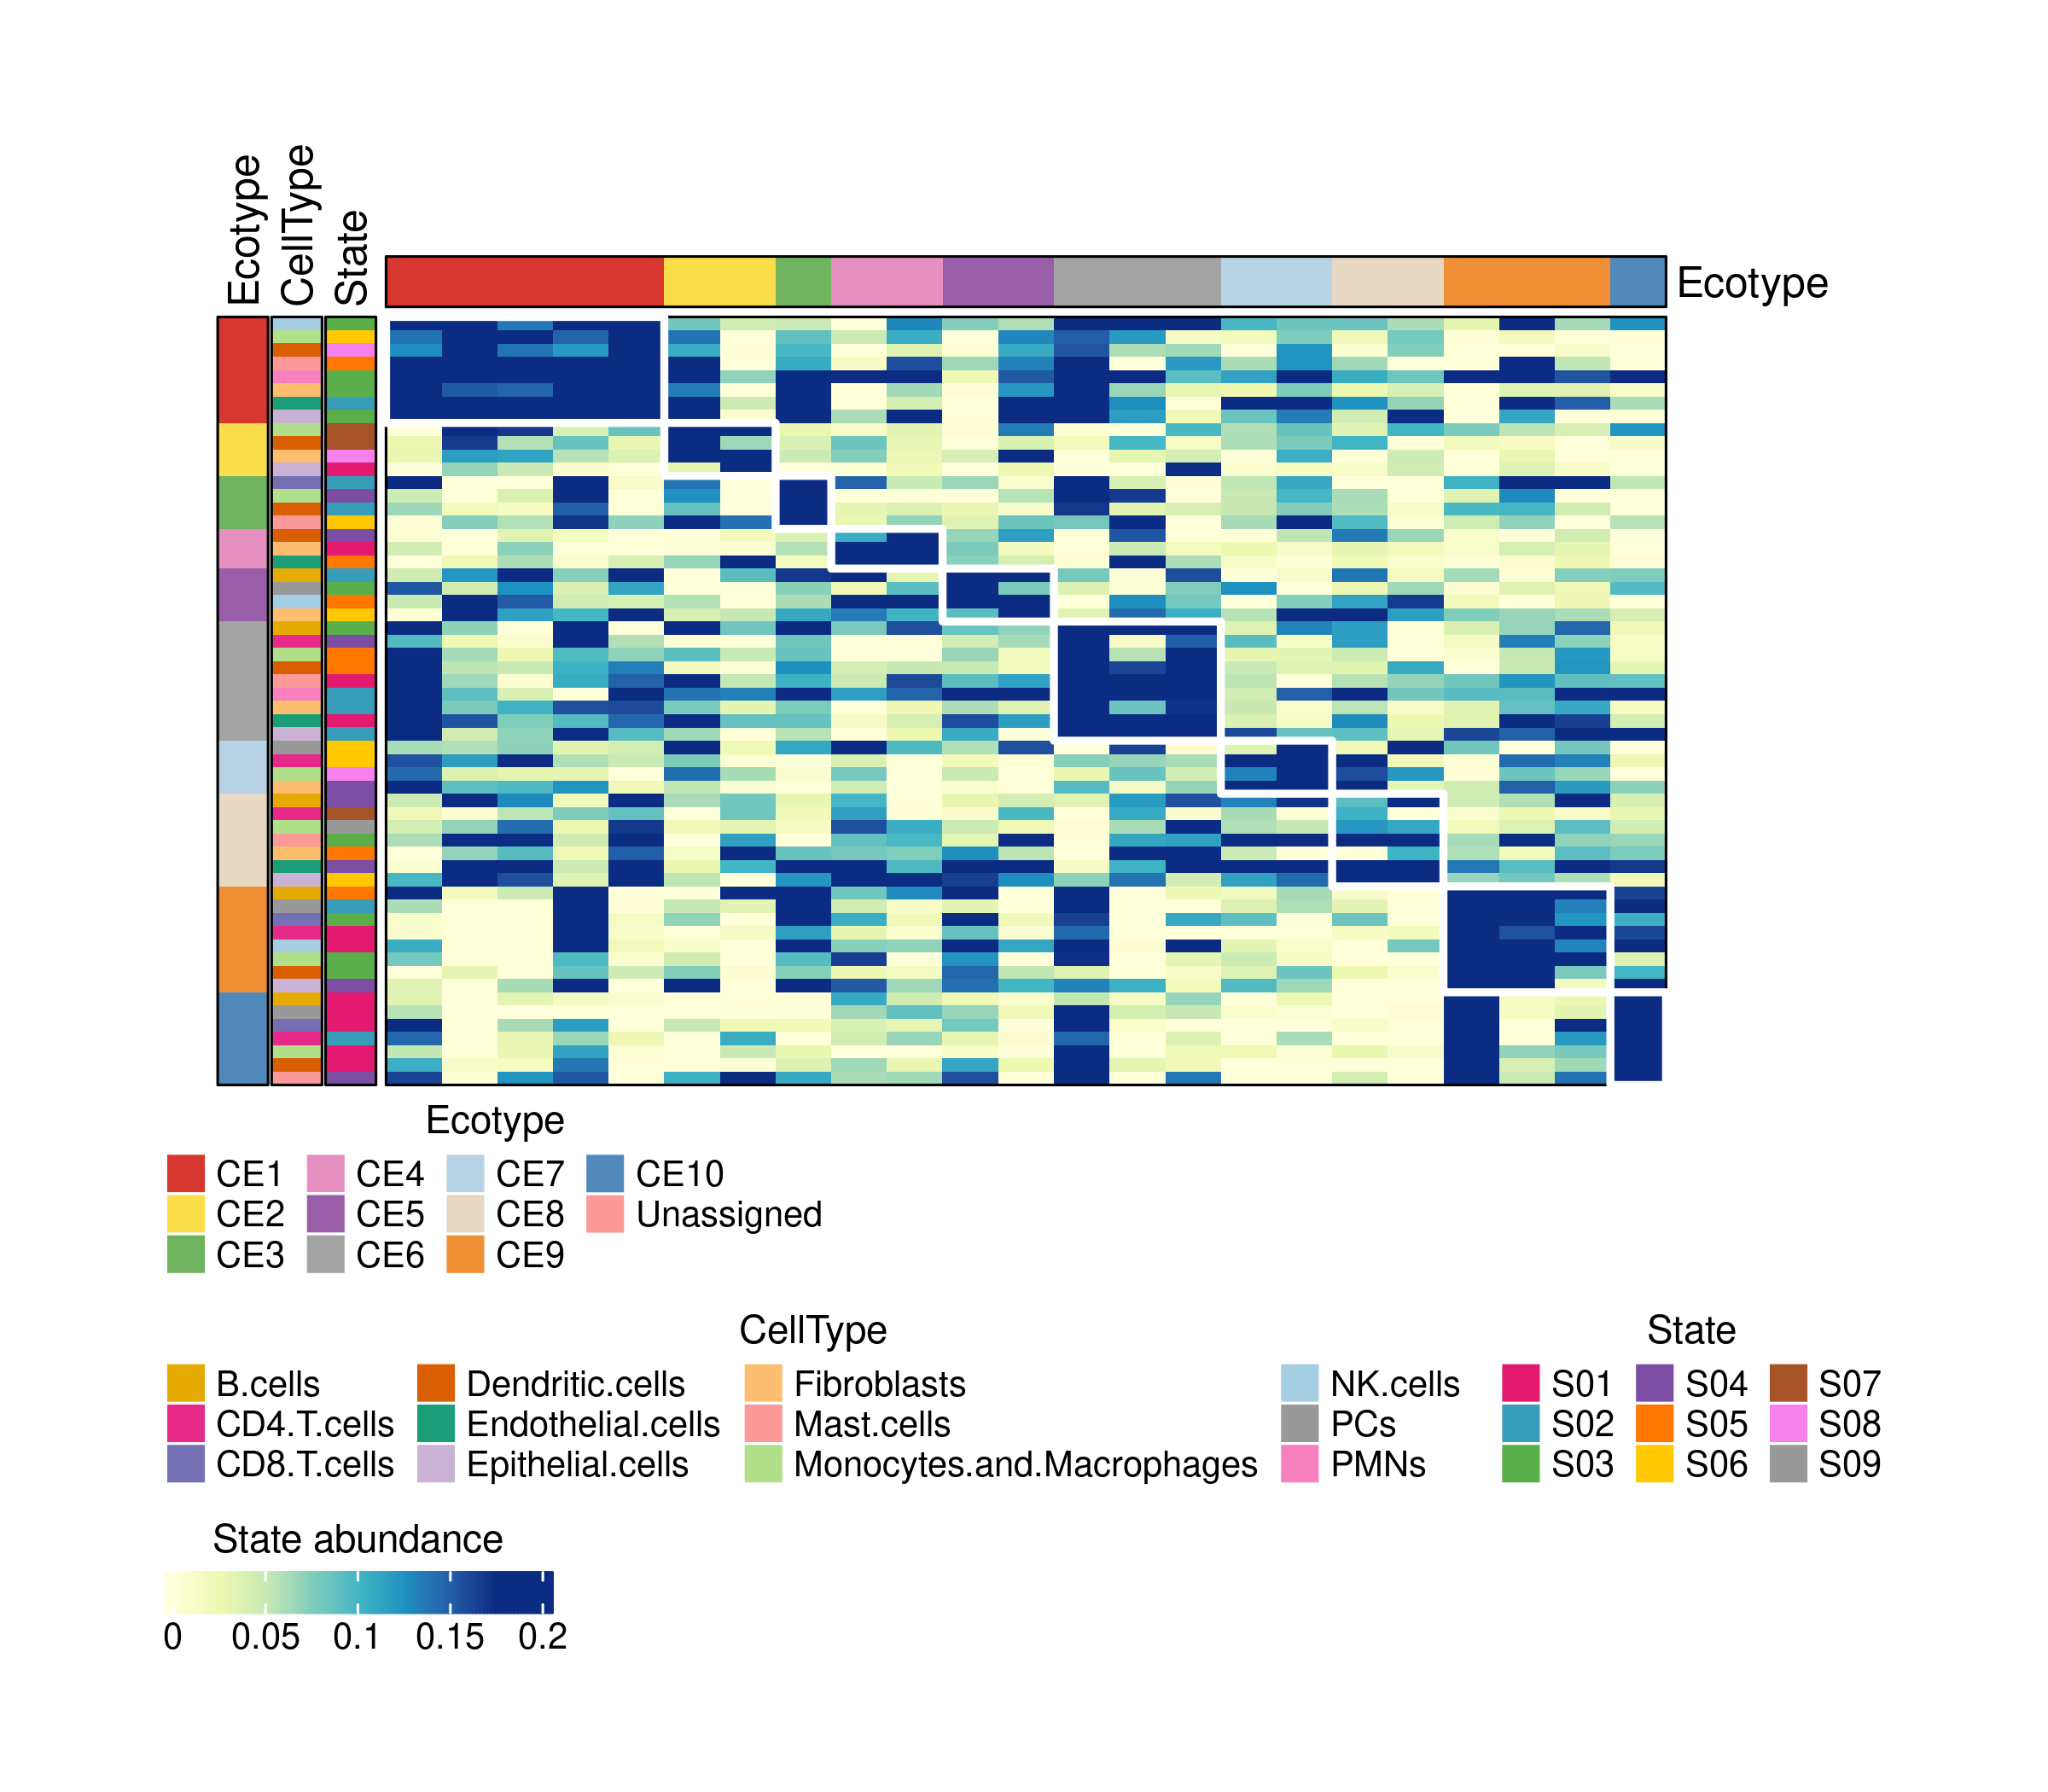 Ecotype
CellType
State
Ecotype
Ecotype
CE1 CE4 CE7 CE10
CE2 CE5 CE8 Unassigned
CE3 CE6 CE9
CellType State
B.cells Dendritic.cells Fibroblasts NK.cells S01 S04 S07
CD4.T.cells Endothelial.cells Mast.cells PCs S02 S05 S08
CD8.T.cells Epithelial.cells Monocytes.and.Macrophages PMNs S03 S06 S09
State abundance
0 0.05 0.1 0.15 0.2